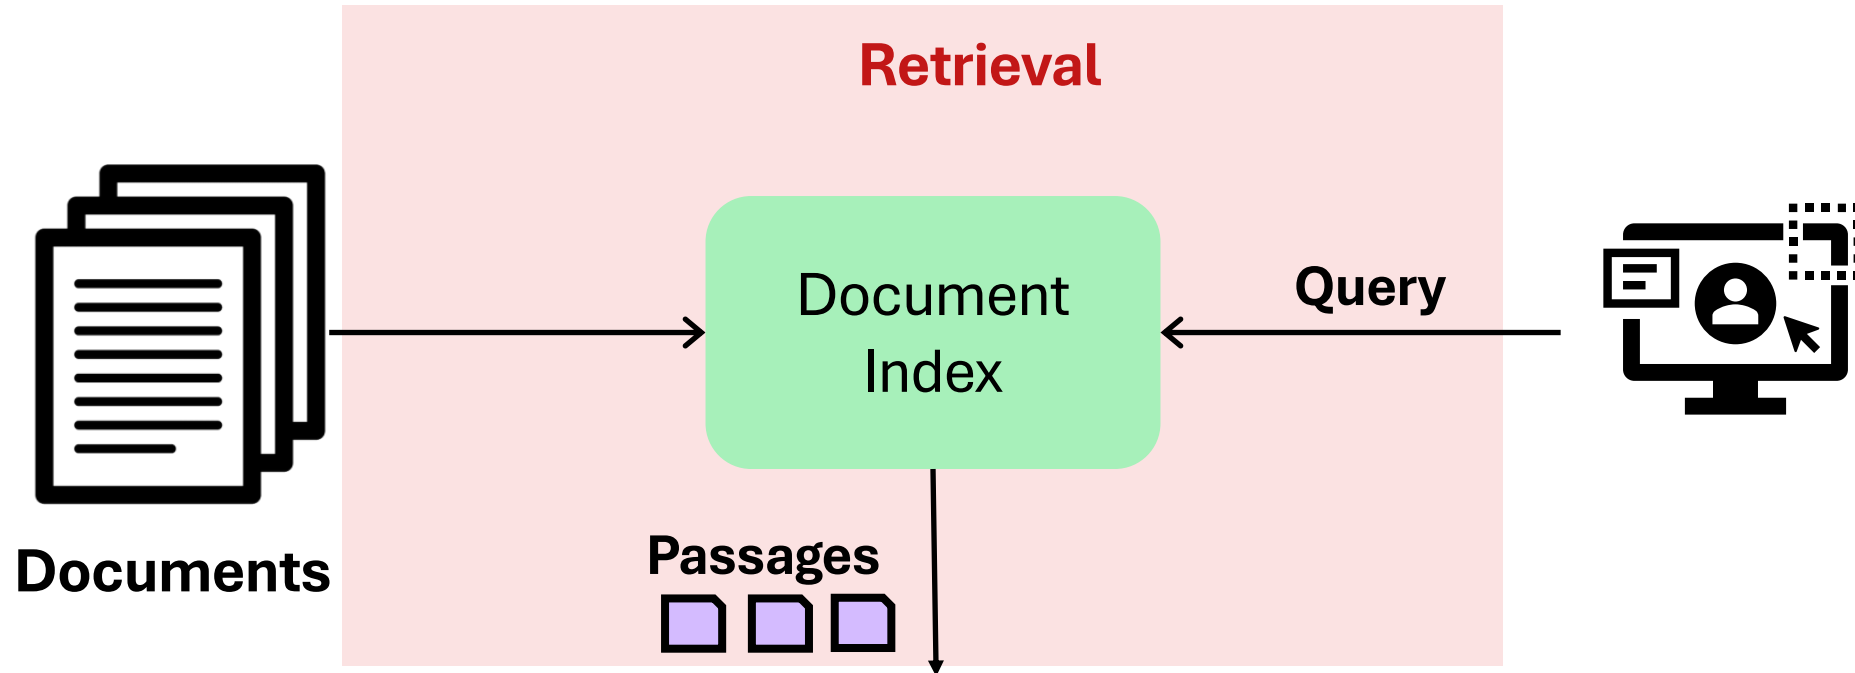 Retrieval
Document
Index
Query
Passages
Documents